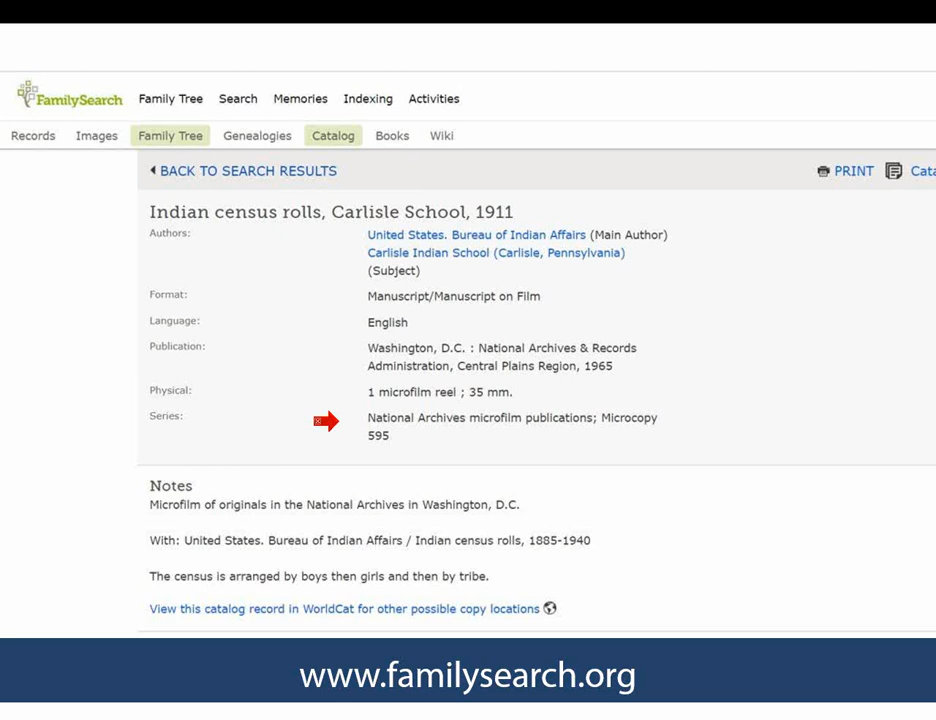 FamilySearch Family Tree Search Memories Indexing Activities
Records Images Family Tree Genealogies Catalog Books Wiki
BACK TO SEARCH RESULTS PRINT
Indian census rolls, Carlisle School, 1911
Authors: United States. Bureau of Indian Affairs (Main Author)
Carlisle Indian School (Carlisle, Pennsylvania)
(Subject)
Format: Manuscript/Manuscript on Film
Language: English
Publication: Washington, D.C. : National Archives & Records
Administration, Central Plains Region, 1965
Physical: 1 microfilm reel ; 35 mm.
Series: National Archives microfilm publications; Microcopy
595
Notes
Microfilm of originals in the National Archives in Washington, D.C.
With: United States. Bureau of Indian Affairs / Indian census rolls, 1885-1940
The census is arranged by boys then girls and then by tribe.
View this catalog record in WorldCat for other possible copy locations
www.familysearch.org